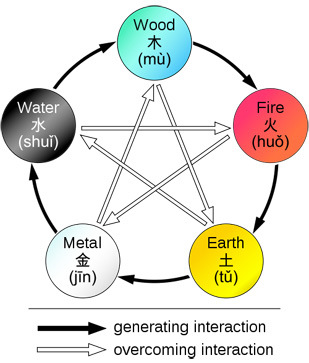 Wood
木
(mù)
Water
水
(shuǐ)
Fire
火
(huǒ)
Metal
金
(jīn)
Earth
土
(tǔ)
generating interaction
overcoming interaction